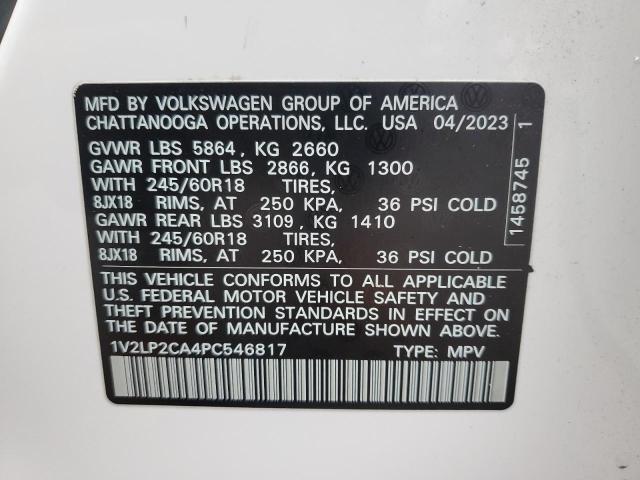 MFD BY VOLKSWAGEN GROUP OF AMERICA
CHATTANOOGA OPERATIONS, LLC. USA 04/2023
GVWR LBS 5864, KG 2660
GAWR FRONT LBS 2866, KG 1300
WITH 245/60R18 TIRES,
8JX18 RIMS, AT 250 KPA, 36 PSI COLD
GAWR REAR LBS 3109, KG 1410
WITH 245/60R18 TIRES,
8JX18 RIMS, AT 250 KPA, 36 PSI COLD
THIS VEHICLE CONFORMS TO ALL APPLICABLE
U.S. FEDERAL MOTOR VEHICLE SAFETY AND
THEFT PREVENTION STANDARDS IN EFFECT ON
THE DATE OF MANUFACTURE SHOWN ABOVE.
1V2LP2CA4PC546817 TYPE: MPV
1458745 1